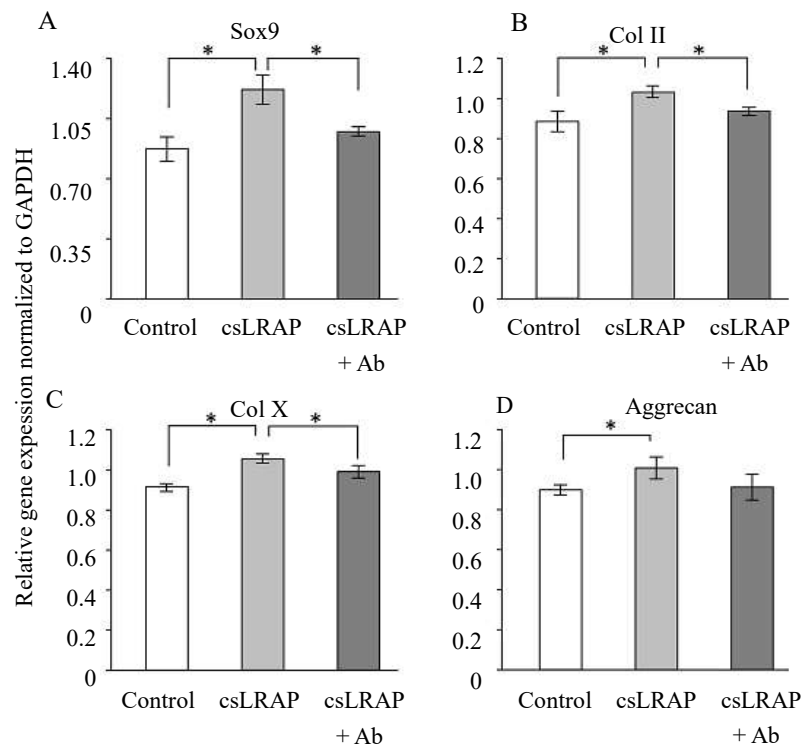 Relative gene expession normalized to GAPDH
A
Sox9
* *
1.40
1.05
0.70
0.35
0
Control csLRAP csLRAP
+ Ab
B
Col II
* *
1.2
1.0
0.8
0.6
0.4
0.2
0
Control csLRAP csLRAP
+ Ab
C
Col X
* *
1.2
1.0
0.8
0.6
0.4
0.2
0
Control csLRAP csLRAP
+ Ab
D
Aggrecan
*
1.2
1.0
0.8
0.6
0.4
0.2
0
Control csLRAP csLRAP
+ Ab